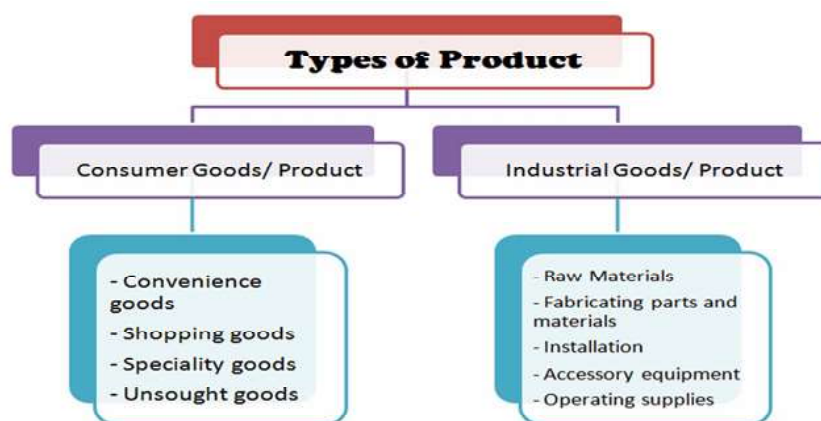 Types of Product
Consumer Goods/ Product
Industrial Goods/ Product
- Convenience
goods
- Shopping goods
- Speciality goods
- Unsought goods
- Raw Materials
- Fabricating parts and
materials
- Installation
- Accessory equipment
- Operating supplies